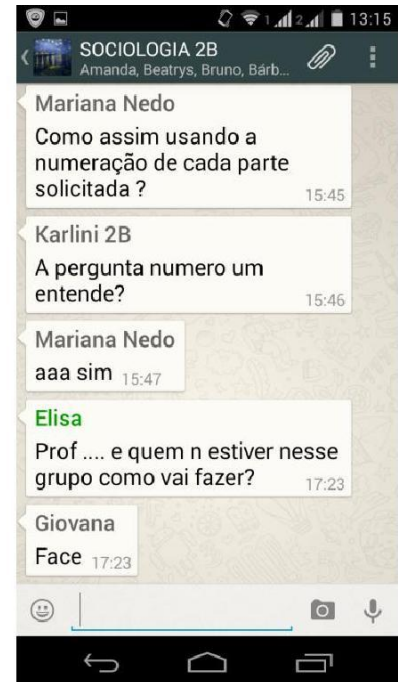 1 2 13:15
SOCIOLOGIA 2B
Amanda, Beatrys, Bruno, Bárb...
Mariana Nedo
Como assim usando a
numeração de cada parte
solicitada ?
15:45
Karlini 2B
A pergunta numero um
entende?
15:46
Mariana Nedo
aaa sim 15:47
Elisa
Prof .... e quem n estiver nesse
grupo como vai fazer?
17:23
Giovana
Face 17:23